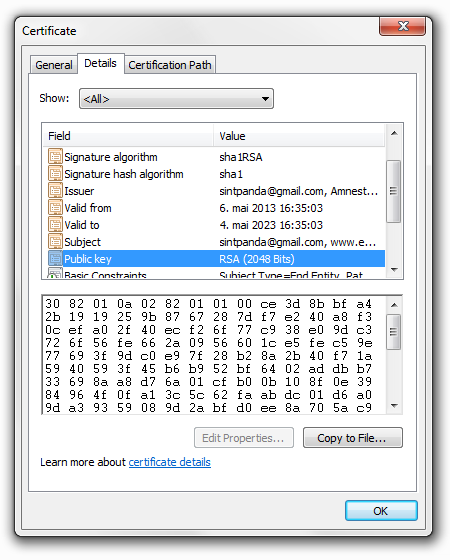 Certificate
General Details Certification Path
Show: <All>
Field Value
Signature algorithm sha1RSA
Signature hash algorithm sha1
Issuer sintpanda@gmail.com, Amnest...
Valid from 6. mai 2013 16:35:03
Valid to 4. mai 2023 16:35:03
Subject sintpanda@gmail.com, www.e...
Public key RSA (2048 Bits)
Basic Constraints Subject Type=End Entity, Pat
30 82 01 0a 02 82 01 01 00 ce 3d 8b bf a4
2b 19 19 25 9b 87 67 28 7d f7 e2 40 a8 f3
0c ef a0 2f 40 ec f2 6f 77 c9 38 e0 9d c3
72 6f 56 fe 66 2a 09 56 60 1c e5 fe c5 9e
77 69 3f 9d c0 e9 7f 28 b2 8a 2b 40 f7 1a
59 40 59 3f 45 b6 b9 52 bf 64 02 ad db b7
33 69 8a a8 d7 6a 01 cf b0 0b 10 8f 0e 39
84 96 4f 0f a1 3c 5c 62 fa ab dc 01 d6 a0
9d a3 93 59 08 9d 2a bf d0 ee 8a 70 5a c9
Edit Properties... Copy to File...
Learn more about certificate details
OK